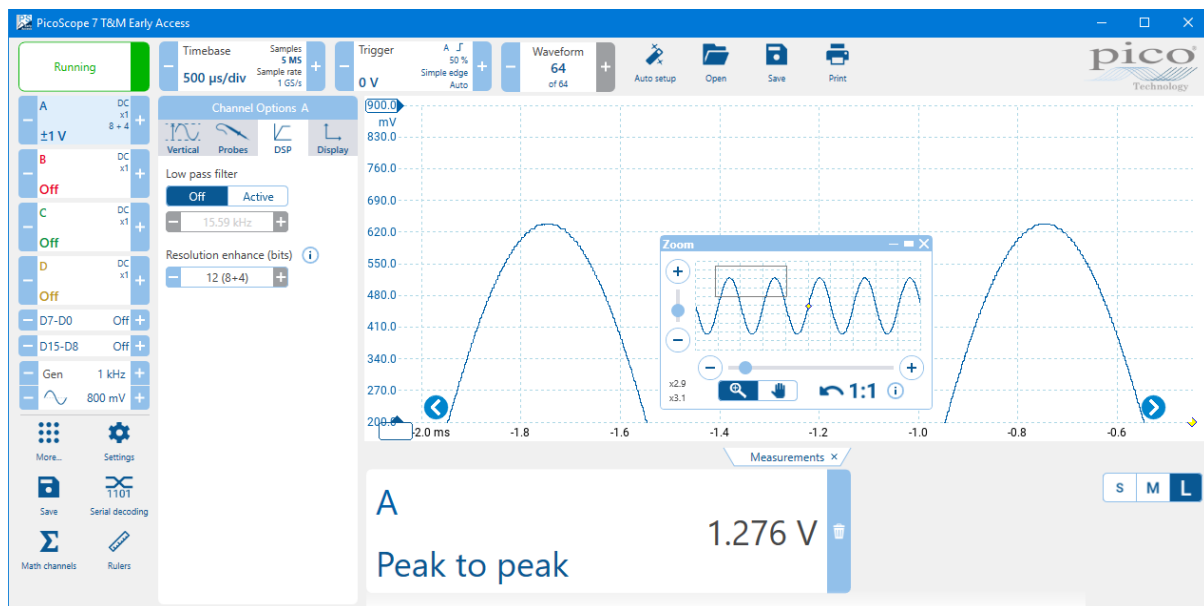 PicoScope 7 T&M Early Access
Running
Timebase
500 µs/div
Samples
5 MS
Sample rate
1 GS/s
Trigger
0 V
A
50 %
Simple edge
Auto
Waveform
64
of 64
Auto setup
Open
Save
Print
pico
Technology
A
±1 V
DC
x1
8 + 4
B
Off
DC
x1
C
Off
DC
x1
D
Off
DC
x1
D7-D0 Off
D15-D8 Off
Gen 1 kHz
800 mV
More...
Settings
Save
1101
Serial decoding
Math channels
Rulers
Channel Options A
Vertical
Probes
DSP
Display
Low pass filter
Off Active
15.59 kHz
Resolution enhance (bits)
12 (8+4)
900.0
mV
830.0
760.0
690.0
620.0
550.0
480.0
410.0
340.0
270.0
200.0
-2.0 ms -1.8 -1.6 -1.4 -1.2 -1.0 -0.8 -0.6
Zoom
x2.9
x3.1
1:1
Measurements ×
A
Peak to peak
1.276 V
S M L